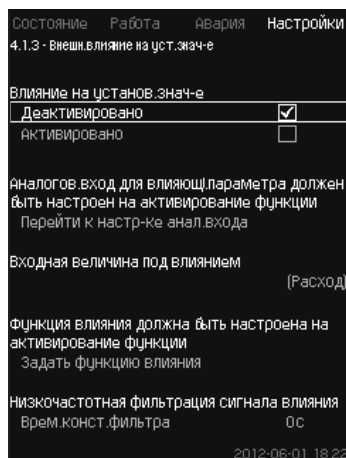 Состояние Работа Авария Настройки
4.1.3 - Внешн.влияние на уст.знач-е
Влияние на установ.знач-е
Деактивировано
Активировано
Аналогов.вход для влияющ.параметра должен
быть настроен на активирование функции
Перейти к настр-ке анал.входа
Входная величина под влиянием
(Расход)
Функция влияния должна быть настроена на
активирование функции
Задать функцию влияния
Низкочастотная фильтрация сигнала влияния
Врем.конст.фильтра 0с
2012-06-01 18:22